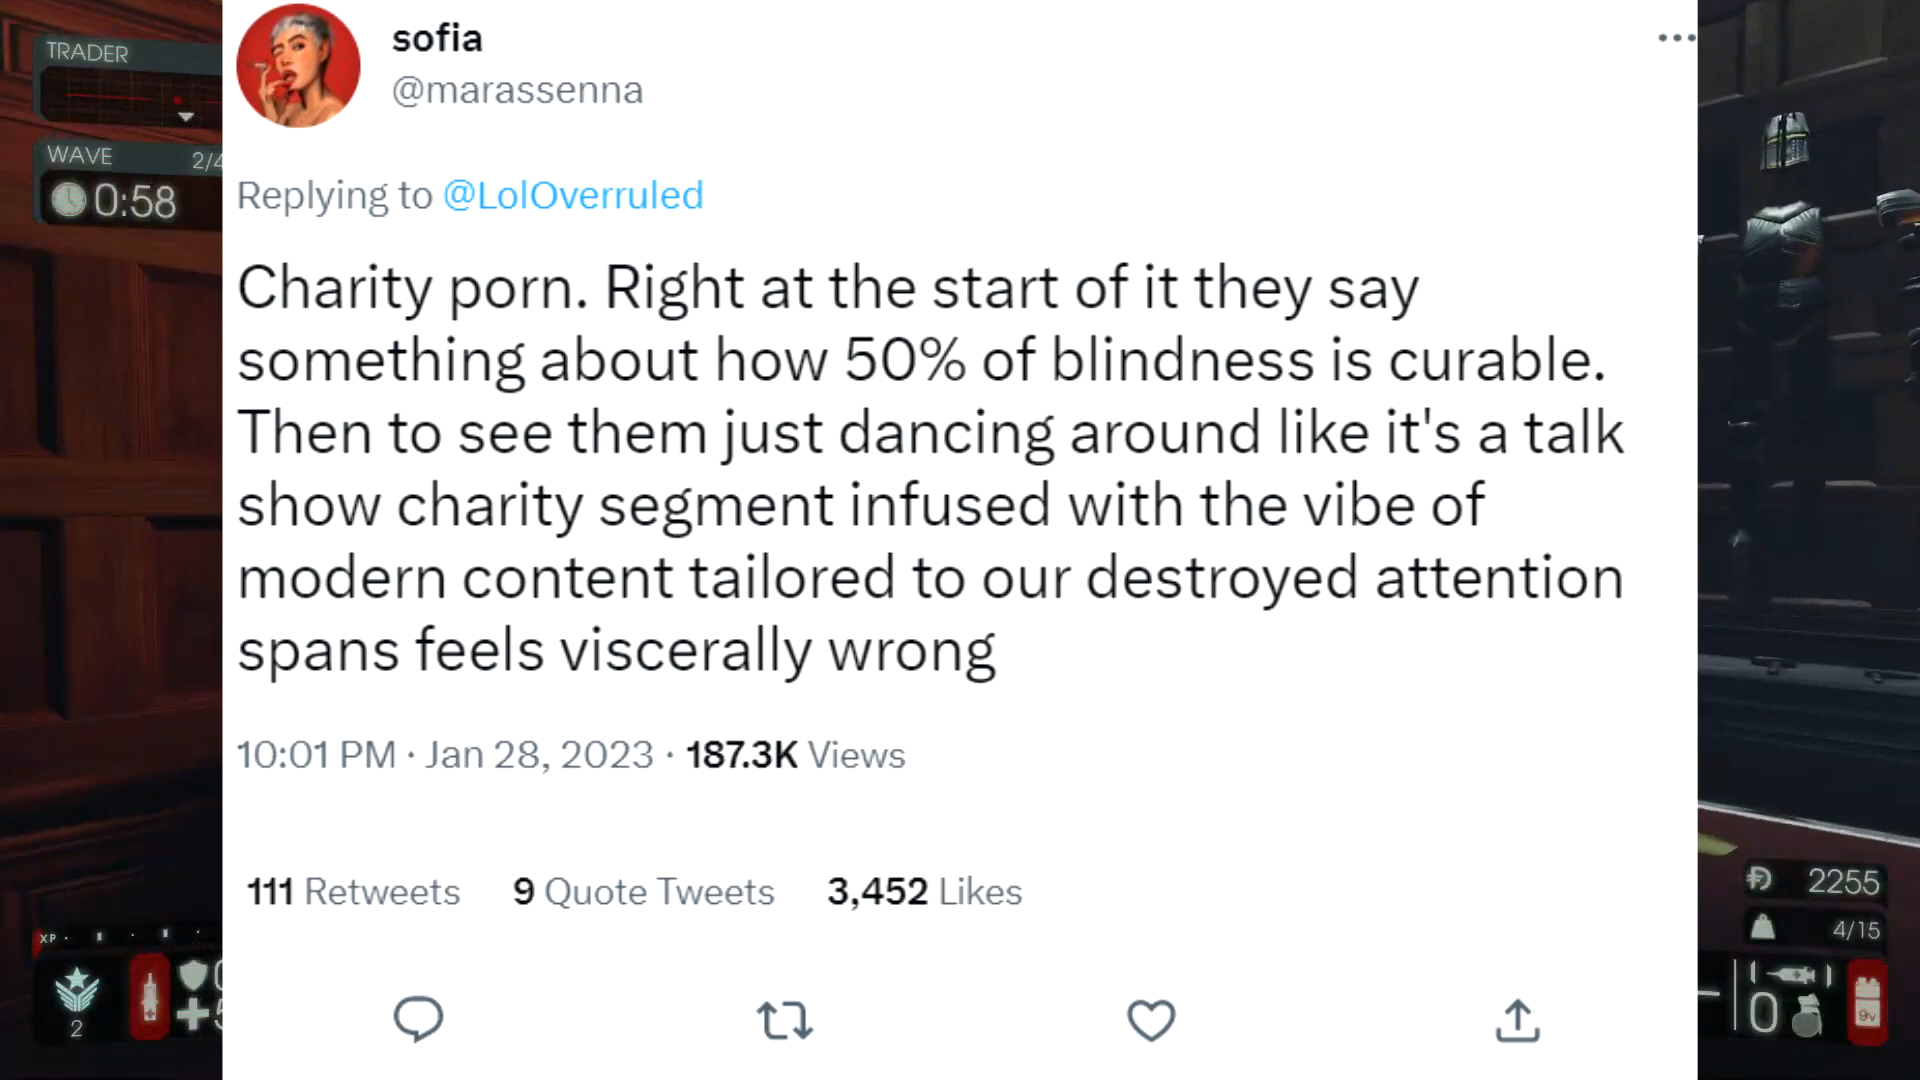 TRADER
WAVE 2/4
0:58
sofia
@marassenna
Replying to @LolOverruled
Charity porn. Right at the start of it they say
something about how 50% of blindness is curable.
Then to see them just dancing around like it's a talk
show charity segment infused with the vibe of
modern content tailored to our destroyed attention
spans feels viscerally wrong
10:01 PM · Jan 28, 2023 · 187.3K Views
111 Retweets 9 Quote Tweets 3,452 Likes
XP
2
2255
4/15
0
9v